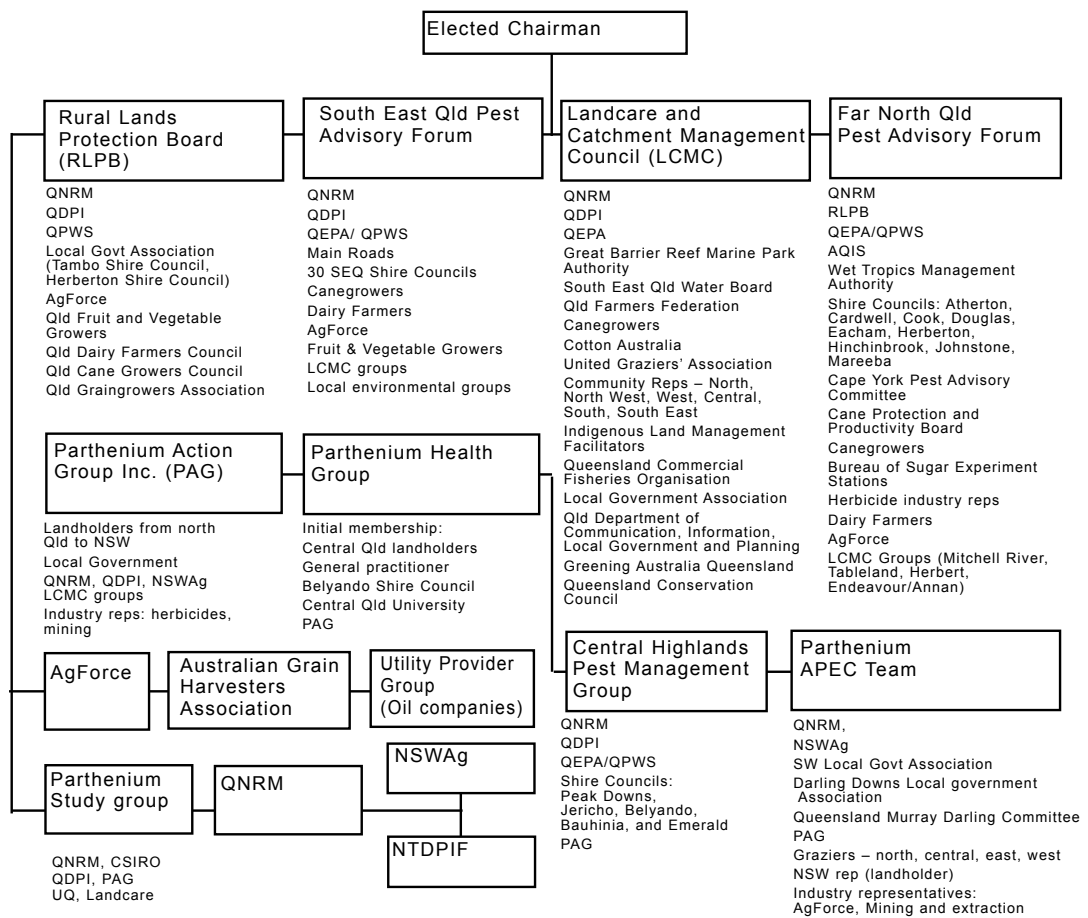 Elected Chairman
Rural Lands
Protection Board
(RLPB)
QNRM
QDPI
QPWS
Local Govt Association
(Tambo Shire Council,
Herberton Shire Council)
AgForce
Qld Fruit and Vegetable
Growers
Qld Dairy Farmers Council
Qld Cane Growers Council
Qld Graingrowers Association
South East Qld Pest
Advisory Forum
QNRM
QDPI
QEPA/ QPWS
Main Roads
30 SEQ Shire Councils
Canegrowers
Dairy Farmers
AgForce
Fruit & Vegetable Growers
LCMC groups
Local environmental groups
Landcare and
Catchment Management
Council (LCMC)
QNRM
QDPI
QEPA
Great Barrier Reef Marine Park
Authority
South East Qld Water Board
Qld Farmers Federation
Canegrowers
Cotton Australia
United Graziers' Association
Community Reps – North,
North West, West, Central,
South, South East
Indigenous Land Management
Facilitators
Queensland Commercial
Fisheries Organisation
Local Government Association
Qld Department of
Communication, Information,
Local Government and Planning
Greening Australia Queensland
Queensland Conservation
Council
Far North Qld
Pest Advisory Forum
QNRM
RLPB
QEPA/QPWS
AQIS
Wet Tropics Management
Authority
Shire Councils: Atherton,
Cardwell, Cook, Douglas,
Eacham, Herberton,
Hinchinbrook, Johnstone,
Mareeba
Cape York Pest Advisory
Committee
Cane Protection and
Productivity Board
Canegrowers
Bureau of Sugar Experiment
Stations
Herbicide industry reps
Dairy Farmers
AgForce
LCMC Groups (Mitchell River,
Tableland, Herbert,
Endeavour/Annan)
Parthenium Action
Group Inc. (PAG)
Landholders from north
Qld to NSW
Local Government
QNRM, QDPI, NSWAg
LCMC groups
Industry reps: herbicides,
mining
Parthenium Health
Group
Initial membership:
Central Qld landholders
General practitioner
Belyando Shire Council
Central Qld University
PAG
Central Highlands
Pest Management
Group
QNRM
QDPI
QEPA/QPWS
Shire Councils:
Peak Downs,
Jericho, Belyando,
Bauhinia, and Emerald
PAG
Parthenium
APEC Team
QNRM,
NSWAg
SW Local Govt Association
Darling Downs Local government
Association
Queensland Murray Darling Committee
PAG
Graziers – north, central, east, west
NSW rep (landholder)
Industry representatives:
AgForce, Mining and extraction
AgForce
Australian Grain
Harvesters
Association
Utility Provider
Group
(Oil companies)
Parthenium
Study group
QNRM, CSIRO
QDPI, PAG
UQ, Landcare
QNRM
NSWAg
NTDPIF